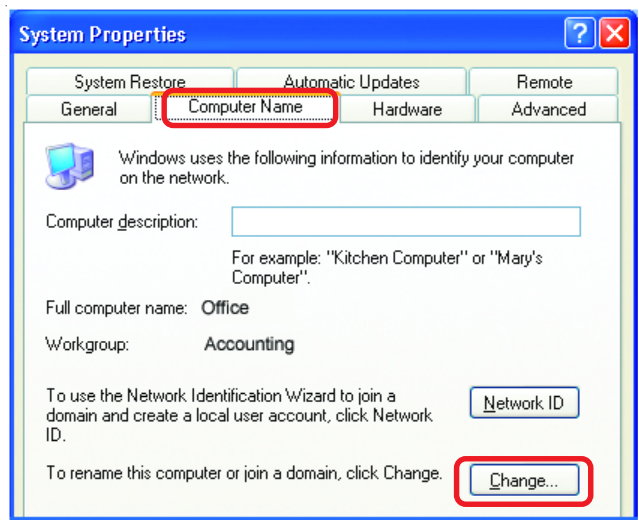 System Properties
?
X
System Restore
Automatic Updates
Remote
General
Computer Name
Hardware
Advanced
Windows uses the following information to identify your computer
on the network.
Computer description:
For example: "Kitchen Computer" or "Mary's
Computer".
Full computer name: Office
Workgroup: Accounting
To use the Network Identification Wizard to join a
domain and create a local user account, click Network
ID.
Network ID
To rename this computer or join a domain, click Change.
Change...